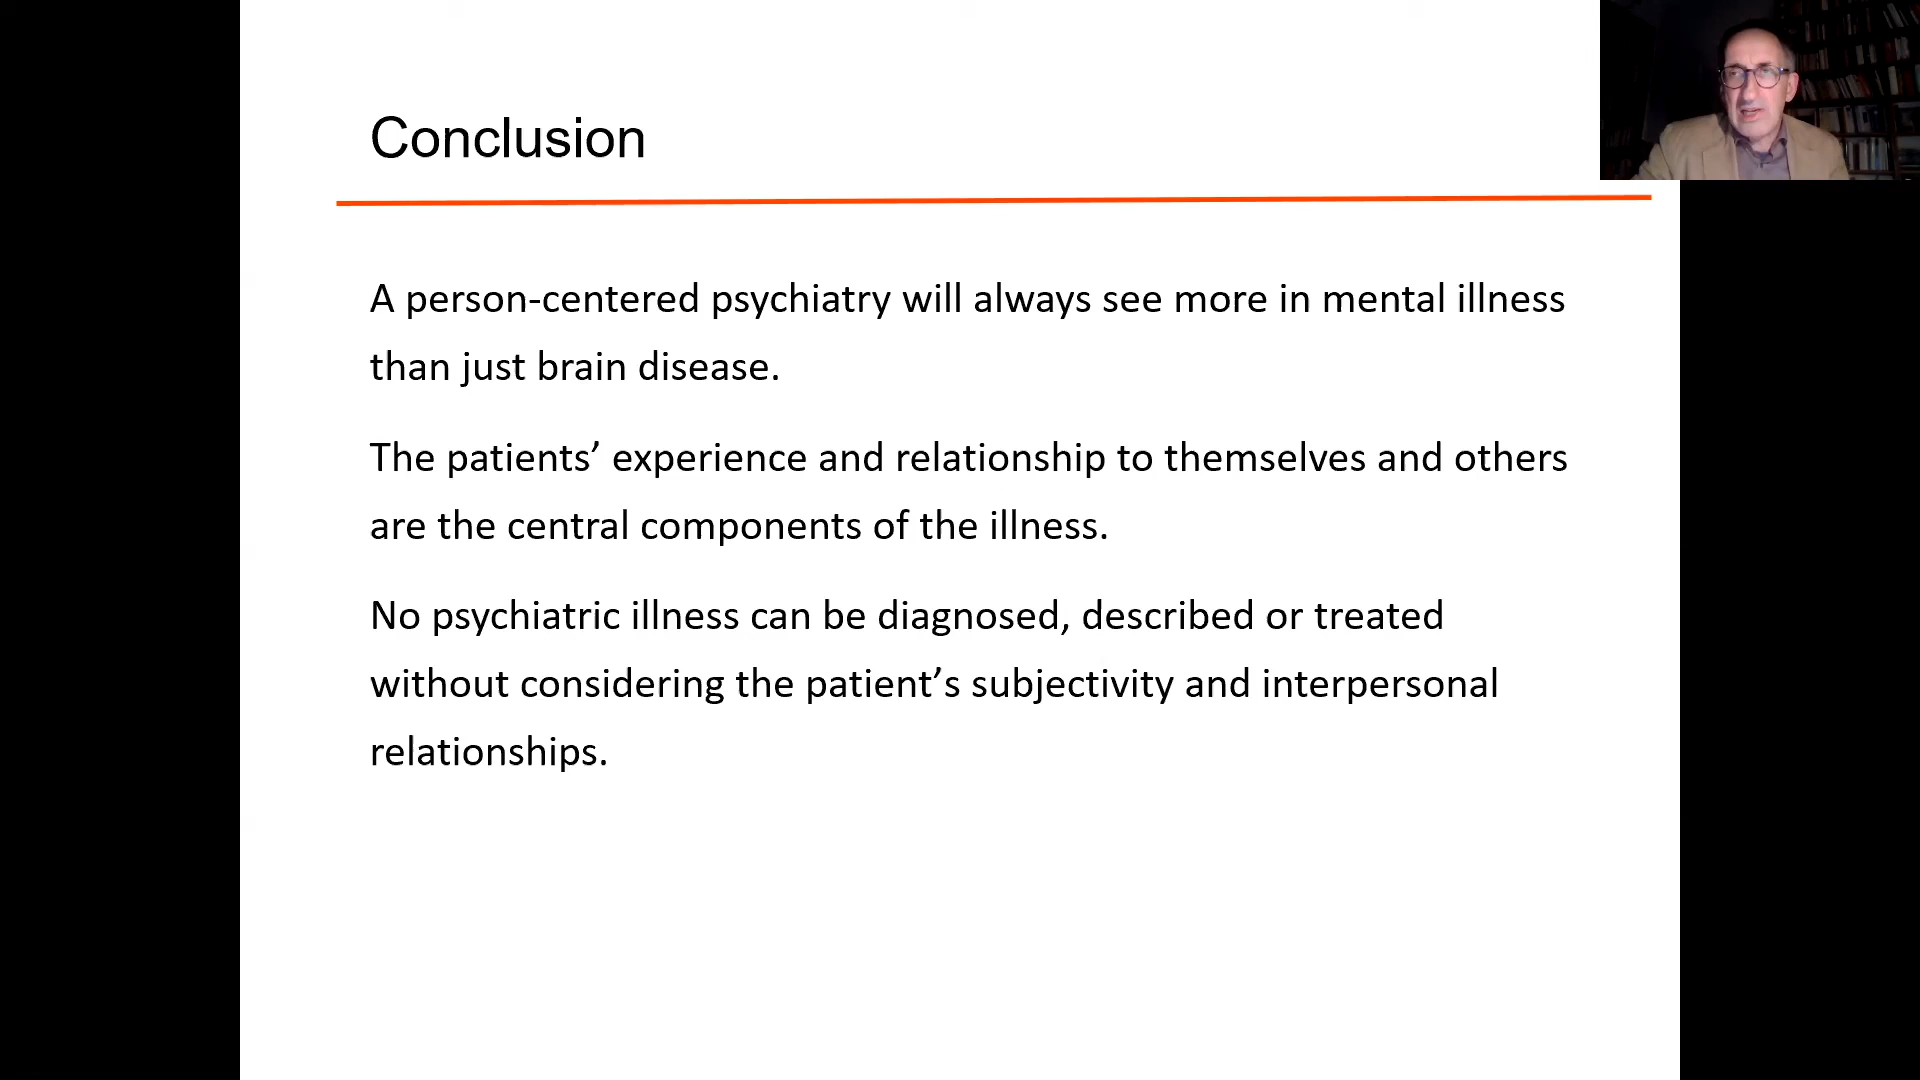 Conclusion
A person-centered psychiatry will always see more in mental illness
than just brain disease.
The patients’ experience and relationship to themselves and others
are the central components of the illness.
No psychiatric illness can be diagnosed, described or treated
without considering the patient’s subjectivity and interpersonal
relationships.